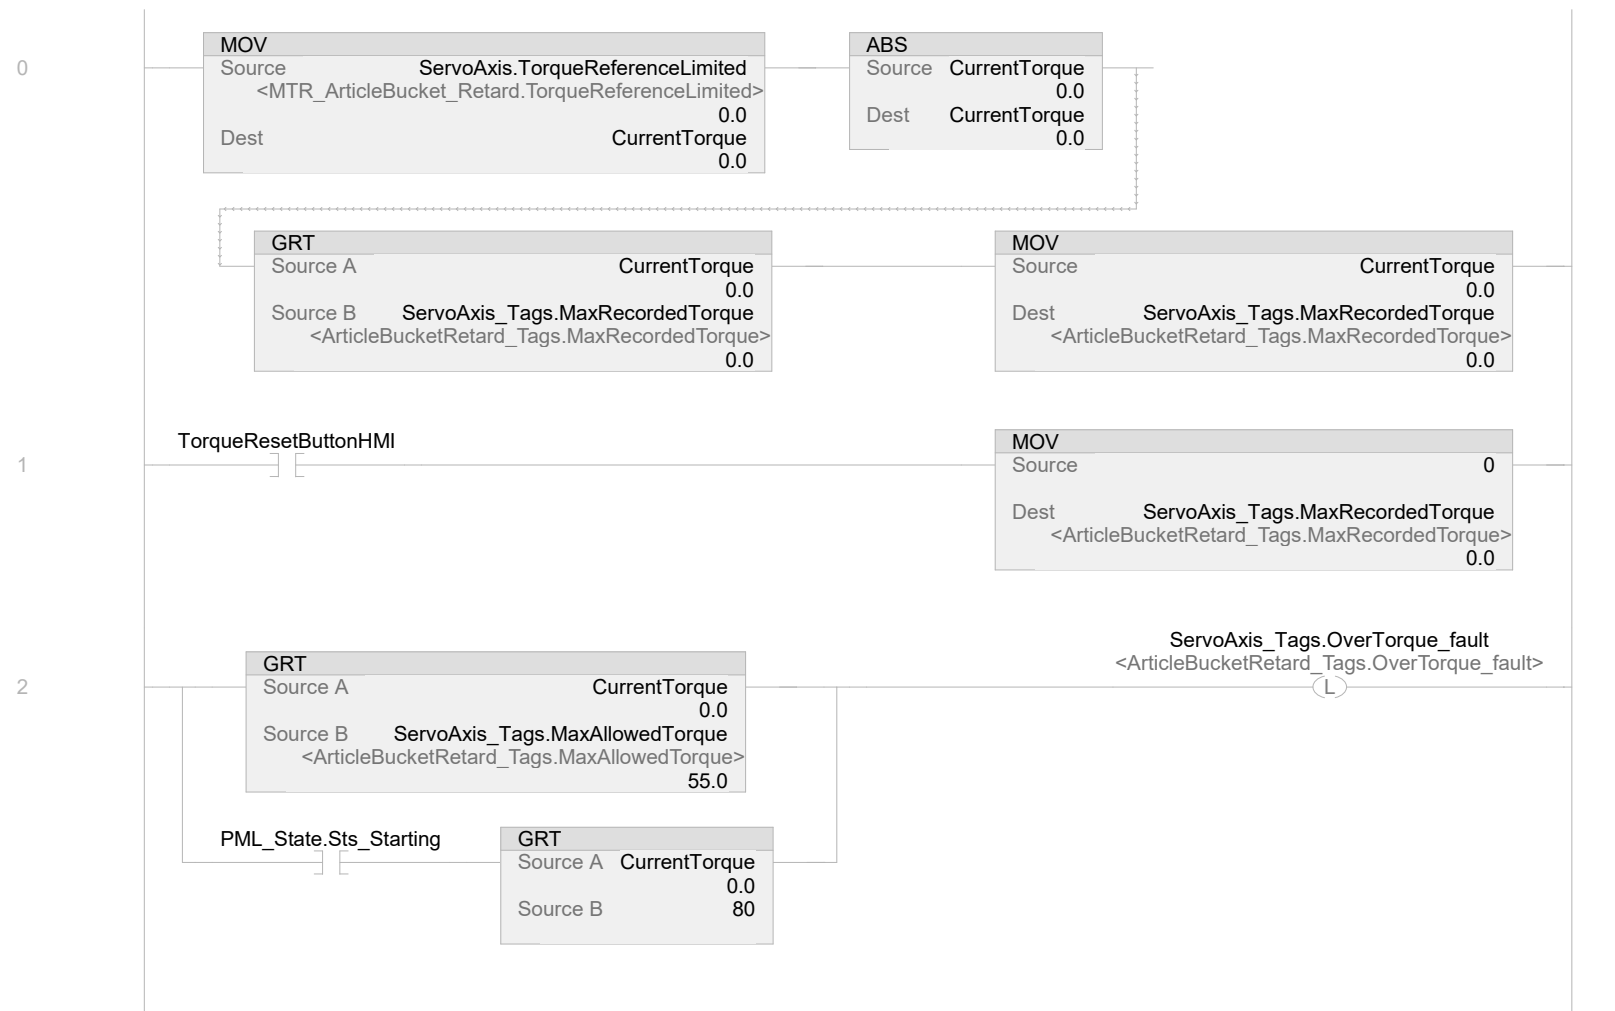 MOV
ABS
0
Source ServoAxis.TorqueReferenceLimited
Source CurrentTorque
<MTR_ArticleBucket_Retard.TorqueReferenceLimited>
0.0
0.0
Dest CurrentTorque
Dest CurrentTorque
0.0
0.0
GRT
MOV
Source A CurrentTorque
Source CurrentTorque
0.0
0.0
Source B ServoAxis_Tags.MaxRecordedTorque
Dest ServoAxis_Tags.MaxRecordedTorque
<ArticleBucketRetard_Tags.MaxRecordedTorque>
<ArticleBucketRetard_Tags.MaxRecordedTorque>
0.0
0.0
TorqueResetButtonHMI
MOV
1
Source 0
Dest ServoAxis_Tags.MaxRecordedTorque
<ArticleBucketRetard_Tags.MaxRecordedTorque>
0.0
ServoAxis_Tags.OverTorque_fault
<ArticleBucketRetard_Tags.OverTorque_fault>
GRT
2
Source A CurrentTorque
L
0.0
Source B ServoAxis_Tags.MaxAllowedTorque
<ArticleBucketRetard_Tags.MaxAllowedTorque>
55.0
PML_State.Sts_Starting
GRT
Source A CurrentTorque
0.0
Source B 80